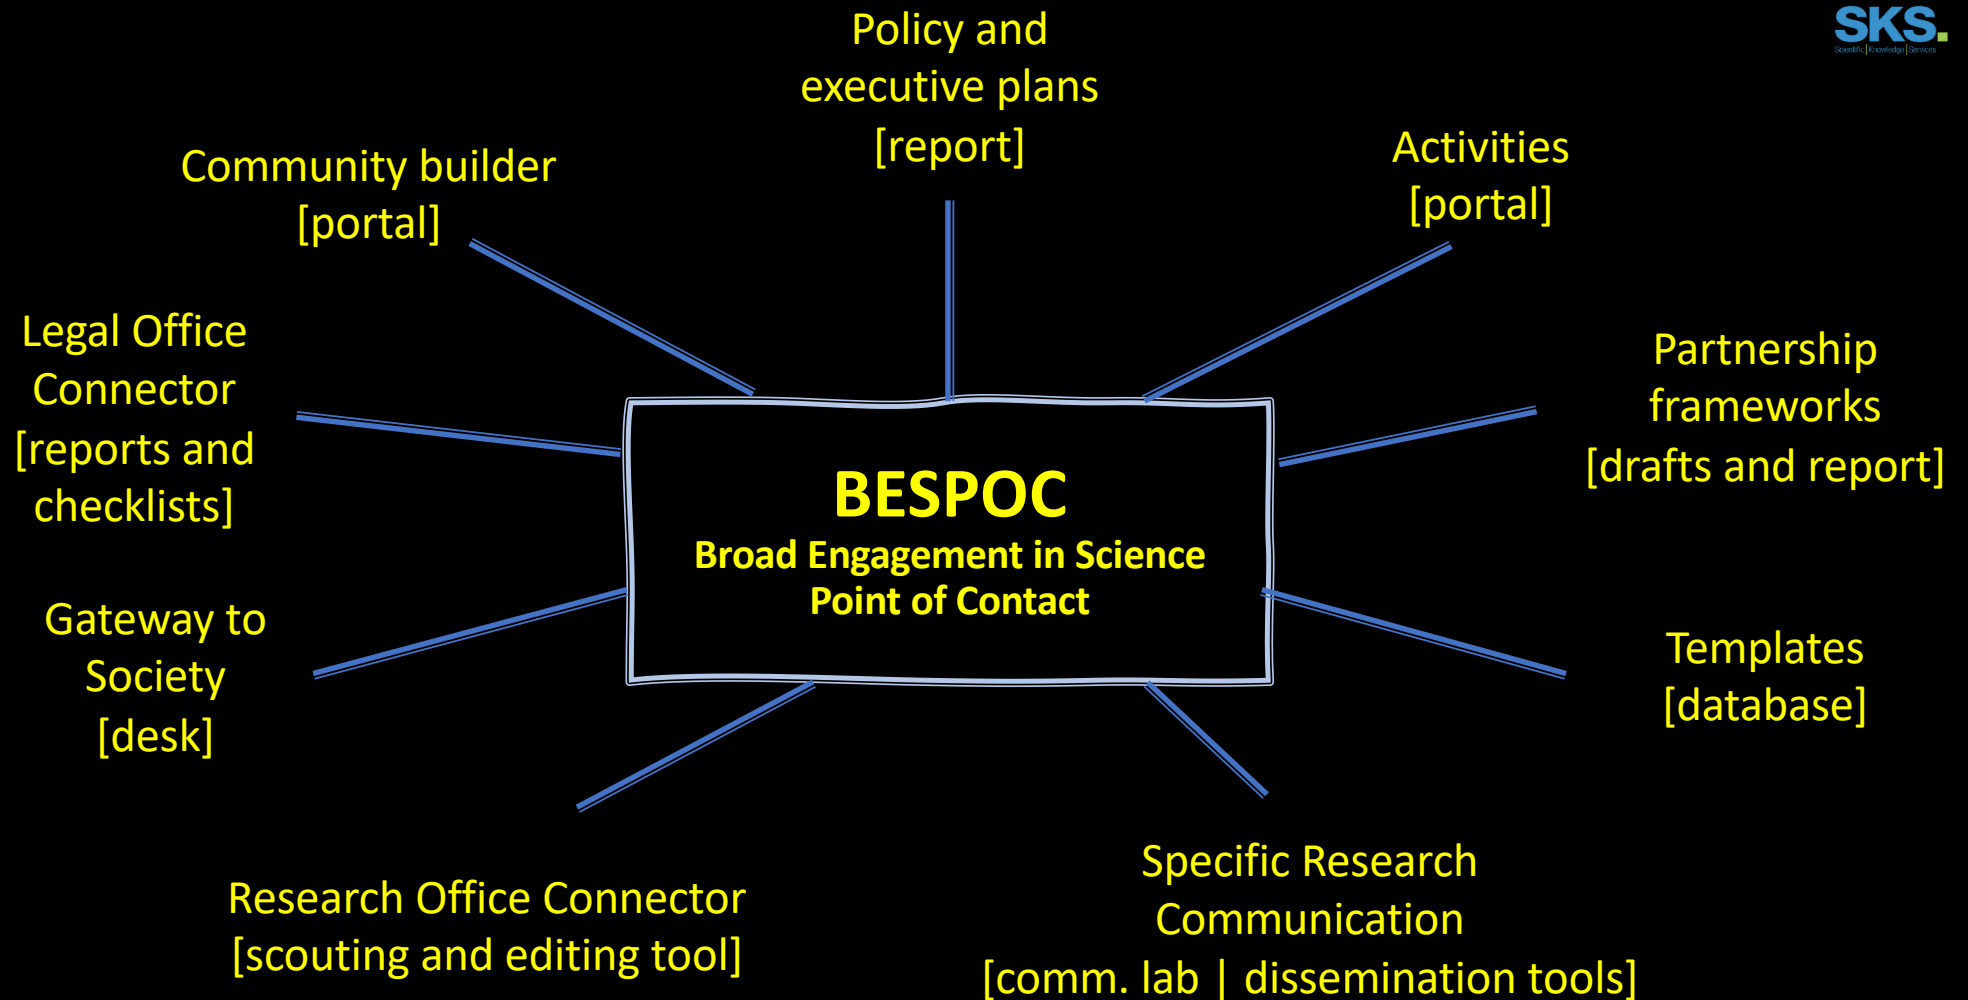 SKS.
Scientific|Knowledge|Services
Policy and
executive plans
[report]
Community builder
[portal]
Activities
[portal]
Legal Office
Connector
[reports and
checklists]
Partnership
frameworks
[drafts and report]
BESPOC
Broad Engagement in Science
Point of Contact
Gateway to
Society
[desk]
Templates
[database]
Research Office Connector
[scouting and editing tool]
Specific Research
Communication
[comm. lab | dissemination tools]